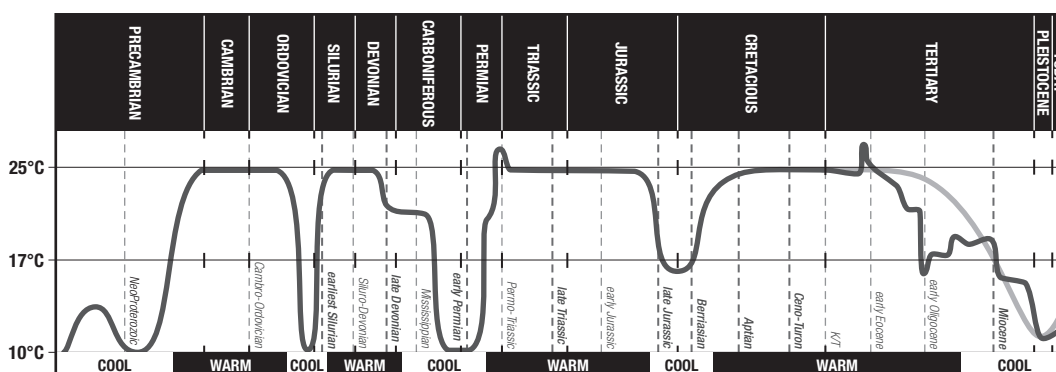 PRECAMBRIAN
CAMBRIAN
ORDOVICIAN
SILURIAN
DEVONIAN
CARBONIFEROUS
PERMIAN
TRIASSIC
JURASSIC
CRETACIOUS
TERTIARY
PLEISTOCENE
25°C
17°C
10°C
NeoProterozoic
Cambro-Ordovician
earliest Silurian
Siluro-Devonian
late Devonian
Mississippian
early Permian
Permo-Triassic
late Triassic
early Jurassic
late Jurassic
Berriasian
Aptian
Ceno-Turon
K/T
early Eocene
early Oligocene
Miocene
COOL WARM COOL WARM COOL WARM COOL WARM COOL